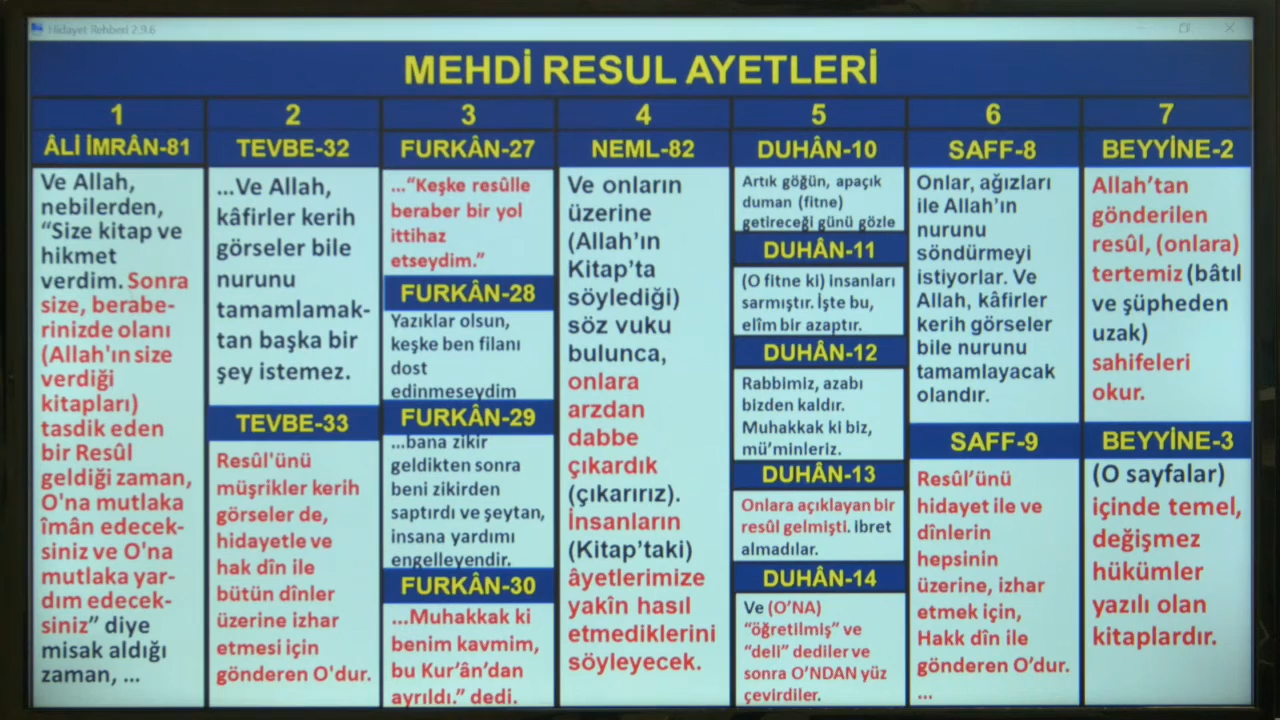 Hidayet Rehberi 2.9.6
MEHDİ RESUL AYETLERİ
1
ÂLİ İMRÂN-81
Ve Allah,
nebilerden,
“Size kitap ve
hikmet
verdim. Sonra
size, berabe-
rinizde olanı
(Allah'ın size
verdiği
kitapları)
tasdik eden
bir Resûl
geldiği zaman,
O'na mutlaka
îmân edecek-
siniz ve O'na
mutlaka yar-
dım edecek-
siniz” diye
misak aldığı
zaman, ...
2
TEVBE-32
...Ve Allah,
kâfirler kerih
görseler bile
nurunu
tamamlamak-
tan başka bir
şey istemez.
TEVBE-33
Resûl'ünü
müşrikler kerih
görseler de,
hidayetle ve
hak dîn ile
bütün dînler
üzerine izhar
etmesi için
gönderen O'dur.
3
FURKÂN-27
...“Keşke resûlle
beraber bir yol
ittihaz
etseydim.”
FURKÂN-28
Yazıklar olsun,
keşke ben filanı
dost
edinmeseydim
FURKÂN-29
...bana zikir
geldikten sonra
beni zikirden
saptırdı ve şeytan,
insana yardımı
engelleyendir.
FURKÂN-30
...Muhakkak ki
benim kavmim,
bu Kur’ân’dan
ayrıldı.” dedi.
4
NEML-82
Ve onların
üzerine
(Allah’ın
Kitap’ta
söylediği)
söz vuku
bulunca,
onlara
arzdan
dabbe
çıkardık
(çıkarırız).
İnsanların
(Kitap’taki)
âyetlerimize
yakîn hasıl
etmediklerini
söyleyecek.
5
DUHÂN-10
Artık göğün, apaçık
duman (fitne)
getireceği günü gözle
DUHÂN-11
(O fitne ki) insanları
sarmıştır. İşte bu,
elîm bir azaptır.
DUHÂN-12
Rabbimiz, azabı
bizden kaldır.
Muhakkak ki biz,
mü’minleriz.
DUHÂN-13
Onlara açıklayan bir
resûl gelmişti. ibret
almadılar.
DUHÂN-14
Ve (O’NA)
“öğretilmiş” ve
“deli” dediler ve
sonra O’NDAN yüz
çevirdiler.
6
SAFF-8
Onlar, ağızları
ile Allah’ın
nurunu
söndürmeyi
istiyorlar. Ve
Allah, kâfirler
kerih görseler
bile nurunu
tamamlayacak
olandır.
SAFF-9
Resûl’ünü
hidayet ile ve
dînlerin
hepsinin
üzerine, izhar
etmek için,
Hakk dîn ile
gönderen O’dur.
...
7
BEYYİNE-2
Allah’tan
gönderilen
resûl, (onlara)
tertemiz (bâtıl
ve şüpheden
uzak)
sahifeleri
okur.
BEYYİNE-3
(O sayfalar)
içinde temel,
değişmez
hükümler
yazılı olan
kitaplardır.